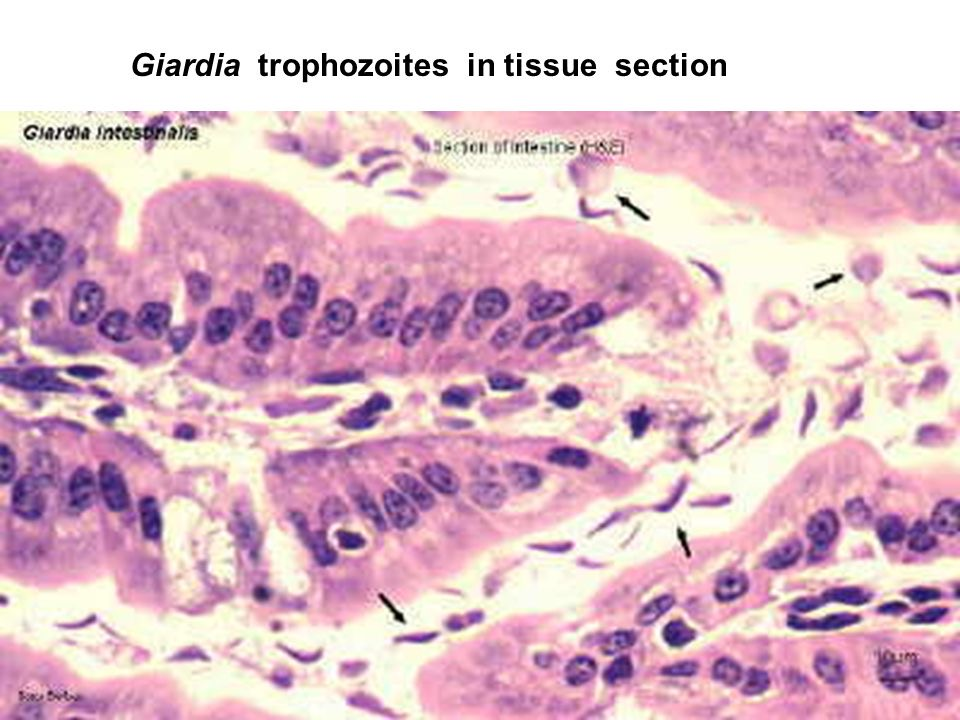 Giardia trophozoites in tissue section
Giardia intestinalis
Section of intestine (H&E)
10 µm